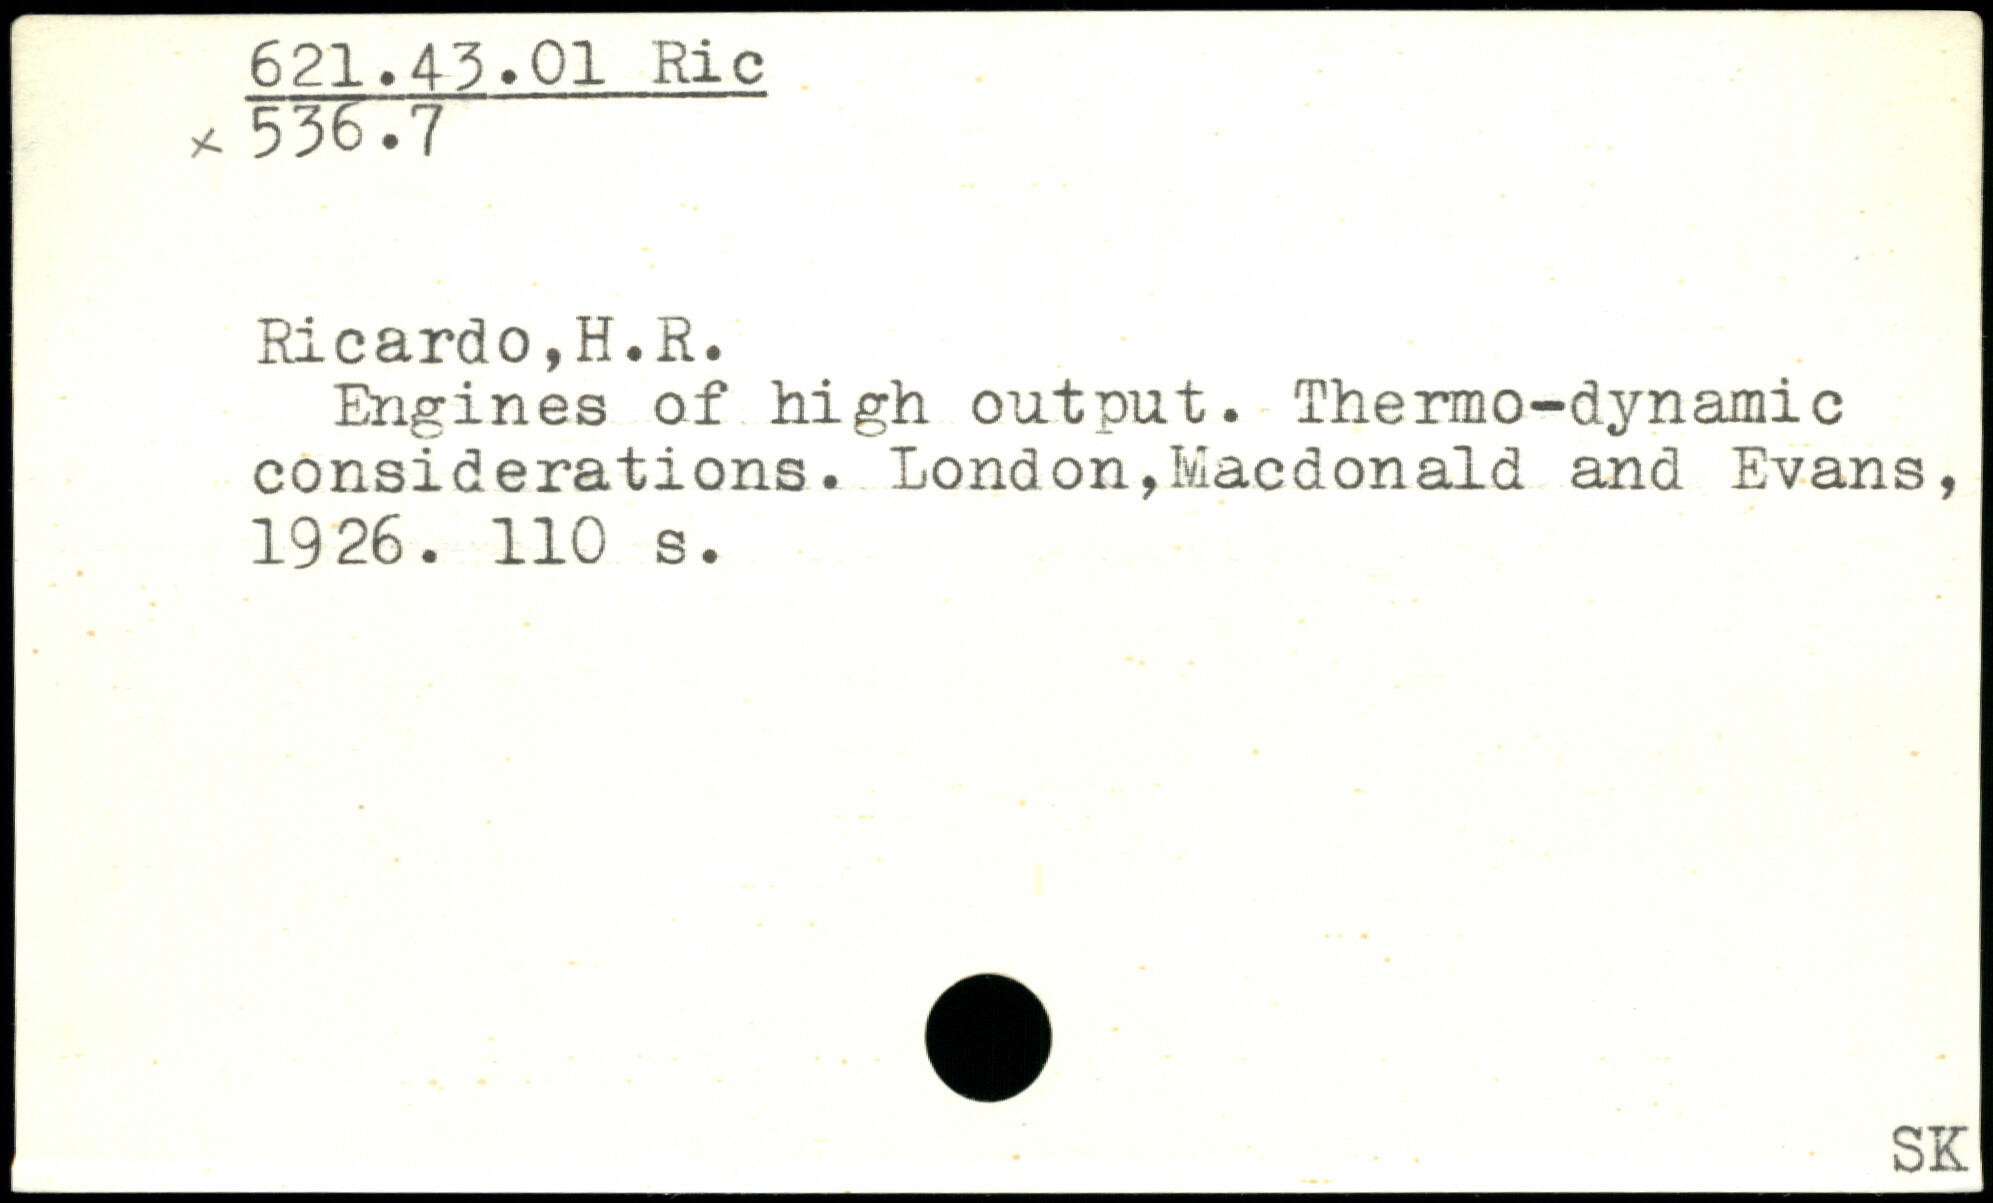 621.43.01 Ric
x 536.7
Ricardo,H.R.
Engines of high output. Thermo-dynamic
considerations. London,Macdonald and Evans,
1926. 110 s.
SK